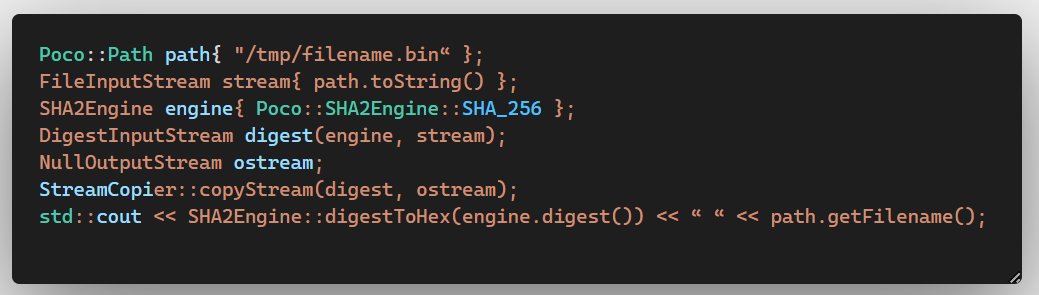 Poco::Path path{ "/tmp/filename.bin“ };
FileInputStream stream{ path.toString() };
SHA2Engine engine{ Poco::SHA2Engine::SHA_256 };
DigestInputStream digest(engine, stream);
NullOutputStream ostream;
StreamCopier::copyStream(digest, ostream);
std::cout << SHA2Engine::digestToHex(engine.digest()) << “ “ << path.getFilename();